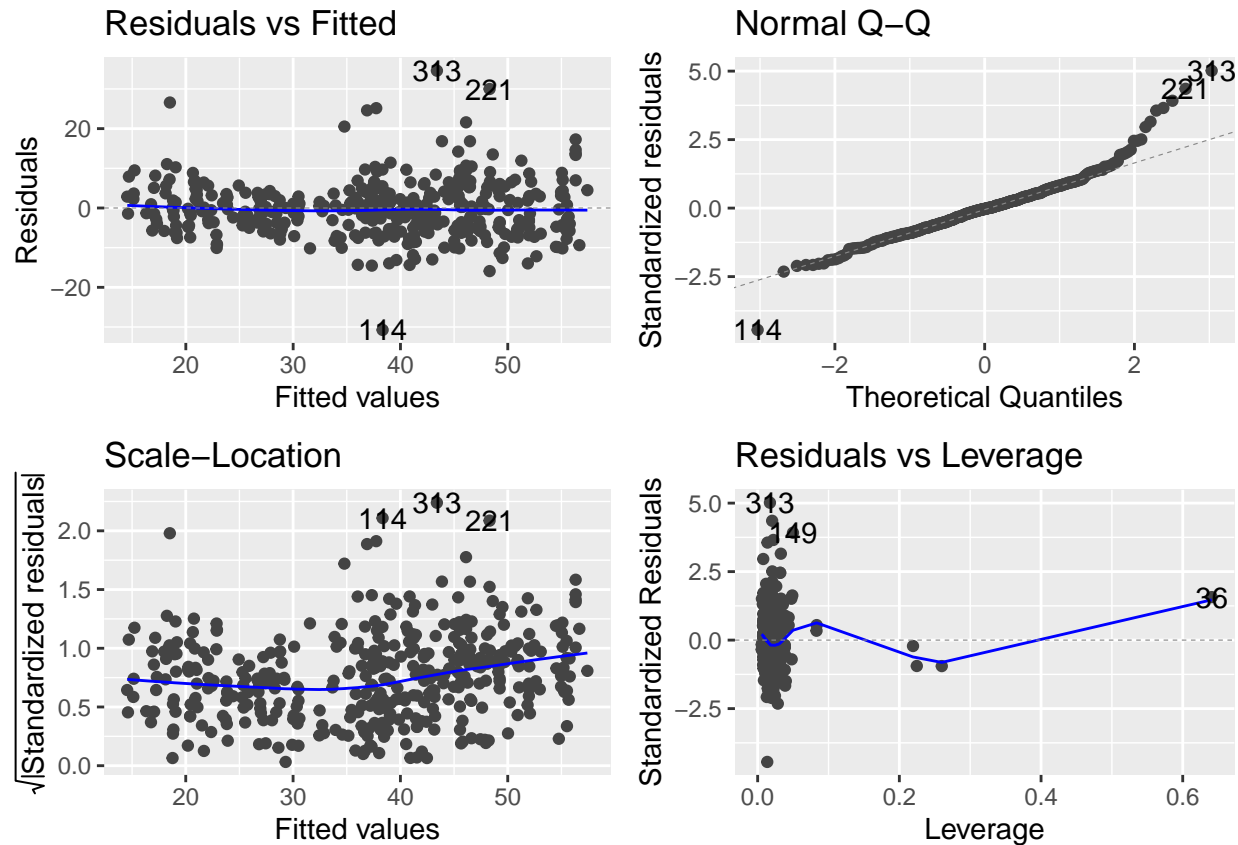 Residuals vs Fitted
Residuals
20
0
−20
313
221
114
20 30 40 50
Fitted values
Normal Q−Q
Standardized residuals
5.0
2.5
0.0
−2.5
313
221
114
−2 0 2
Theoretical Quantiles
Scale−Location
√|Standardized residuals|
2.0
1.5
1.0
0.5
0.0
313
114
221
20 30 40 50
Fitted values
Residuals vs Leverage
Standardized Residuals
5.0
2.5
0.0
−2.5
313
149
36
0.0 0.2 0.4 0.6
Leverage